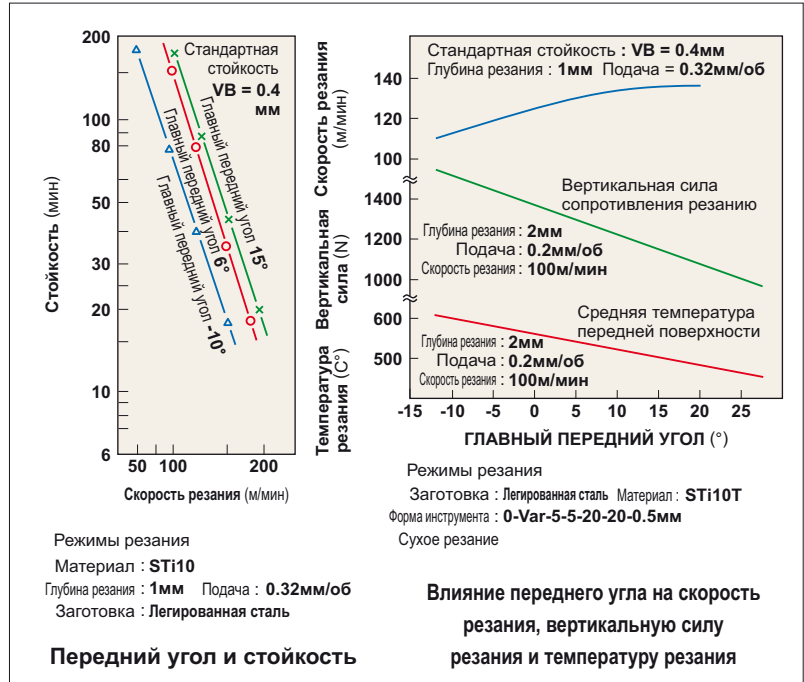 200
100
80
50
30
20
10
6
Стойкость (мин)
Стандартная
стойкость
VB = 0.4
мм
Главный передний угол 15°
Главный передний угол 6°
Главный передний угол -10°
50 100 200
Скорость резания (м/мин)
Режимы резания
Материал : STi10
Глубина резания : 1мм Подача : 0.32мм/об
Заготовка : Легированная сталь
Передний угол и стойкость
Скорость резания
(м/мин)
Вертикальная
сила (N)
Температура
резания (C°)
140
120
100
1400
1200
1000
600
500
Стандартная стойкость : VB = 0.4мм
Глубина резания : 1мм Подача = 0.32мм/об
Вертикальная сила
сопротивления резанию
Глубина резания : 2мм
Подача : 0.2мм/об
Скорость резания : 100м/мин
Средняя температура
передней поверхности
Глубина резания : 2мм
Подача : 0.2мм/об
Скорость резания : 100м/мин
-15 -10 -5 0 5 10 15 20 25
ГЛАВНЫЙ ПЕРЕДНИЙ УГОЛ (°)
Режимы резания
Заготовка : Легированная сталь Материал : STi10T
Форма инструмента : 0-Var-5-5-20-20-0.5мм
Сухое резание
Влияние переднего угла на скорость
резания, вертикальную силу
резания и температуру резания